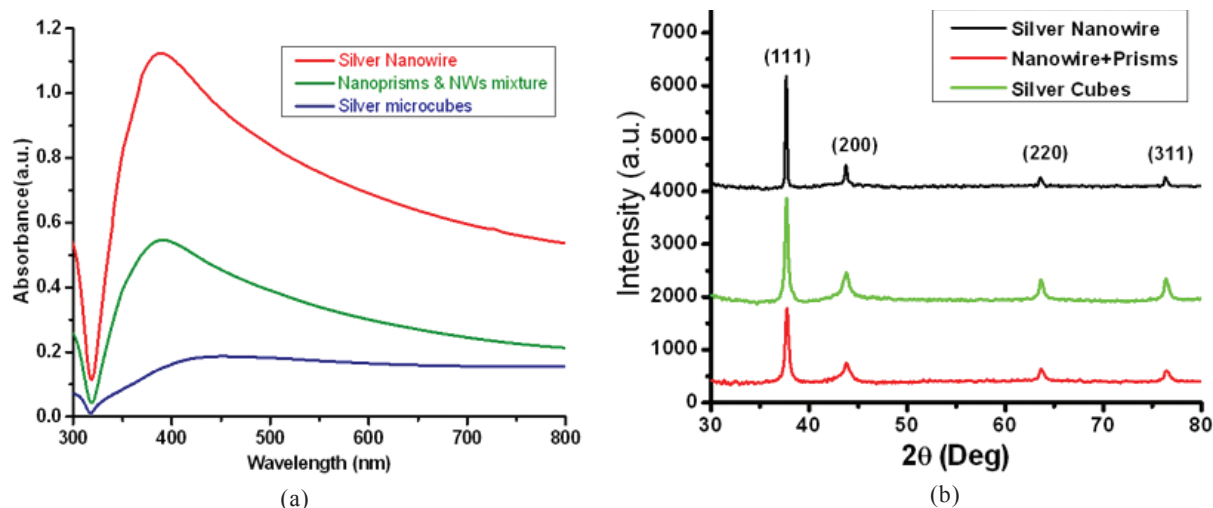 1.2
1.0
0.8
0.6
0.4
0.2
0.0
Absorbance(a.u.)
Silver Nanowire
Nanoprisms & NWs mixture
Silver microcubes
300 400 500 600 700 800
Wavelength (nm)
(a)
7000
6000
5000
4000
3000
2000
1000
0
Intensity (a.u.)
Silver Nanowire
Nanowire+Prisms
Silver Cubes
(111)
(200)
(220)
(311)
30 40 50 60 70 80
2θ (Deg)
(b)